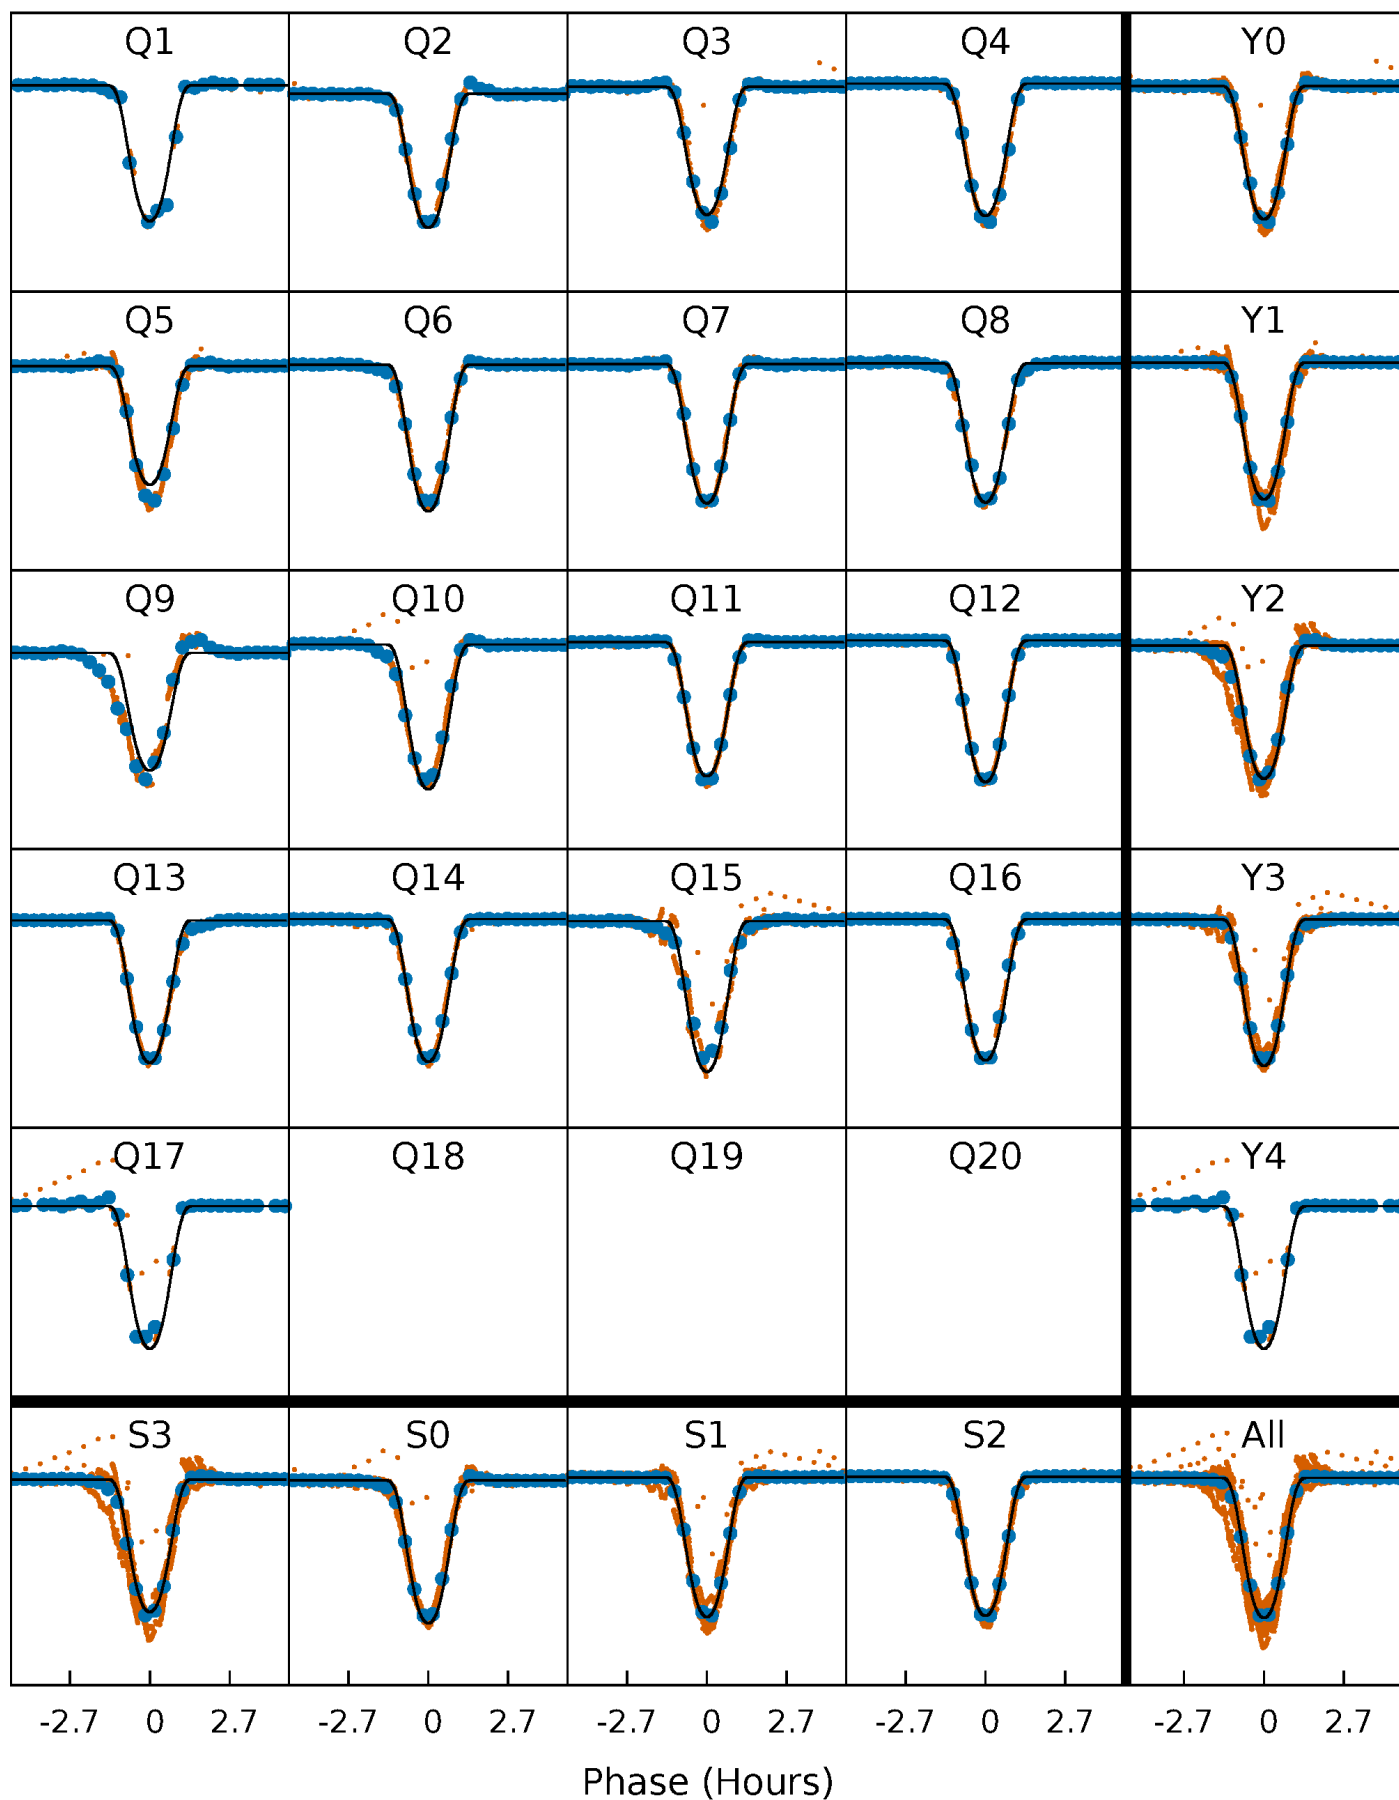 Q1 Q2 Q3 Q4 Y0
Q5 Q6 Q7 Q8 Y1
Q9 Q10 Q11 Q12 Y2
Q13 Q14 Q15 Q16 Y3
Q17 Q18 Q19 Q20 Y4
S3 S0 S1 S2 All
-2.7 0 2.7 -2.7 0 2.7 -2.7 0 2.7 -2.7 0 2.7 -2.7 0 2.7
Phase (Hours)